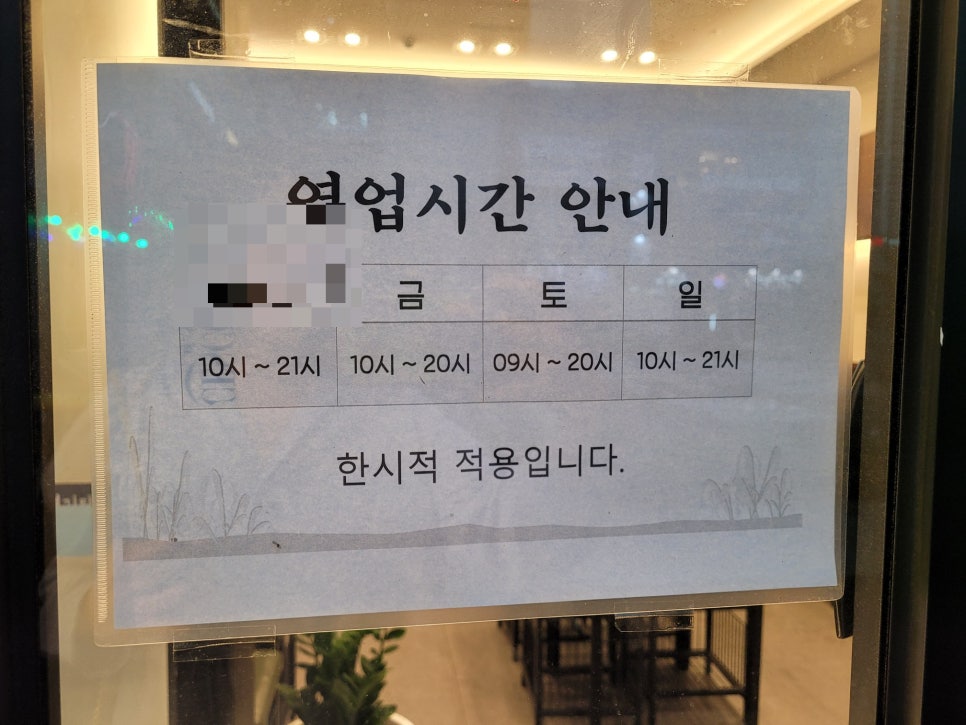 영업시간 안내
금 토 일
10시 ~ 21시 10시 ~ 20시 09시 ~ 20시 10시 ~ 21시
한시적 적용입니다.